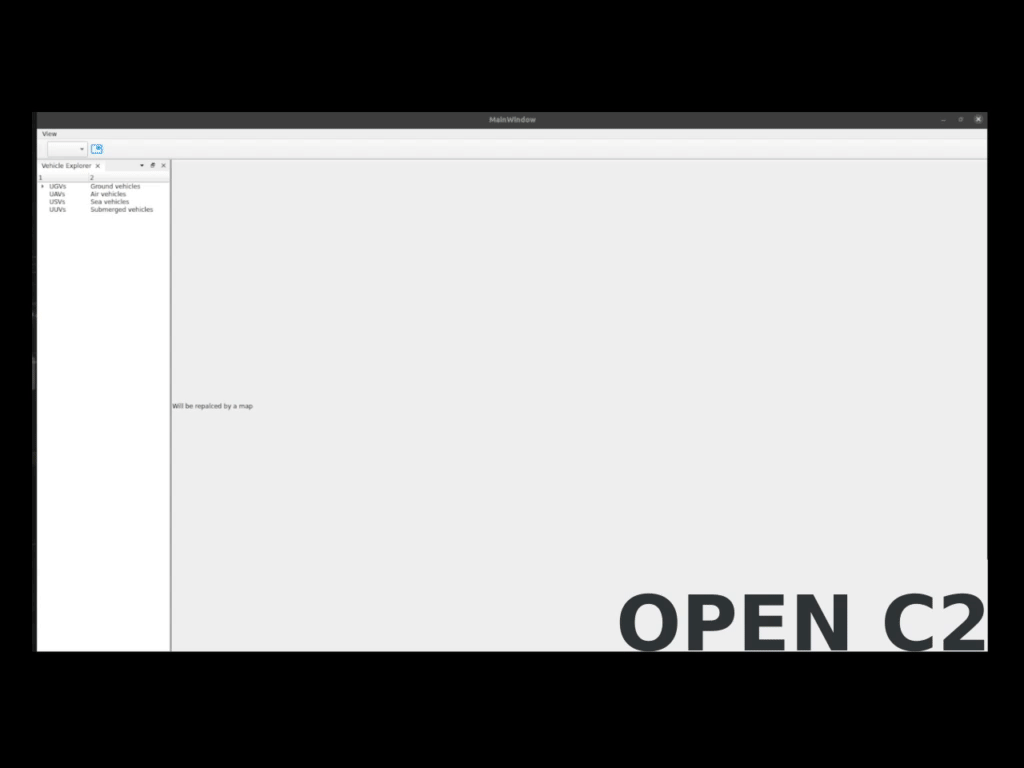 MainWindow
View
Vehicle Explorer
1 2
UGVs Ground vehicles
UAVs Air vehicles
USVs Sea vehicles
UUVs Submerged vehicles
Will be repalced by a map
OPEN C2